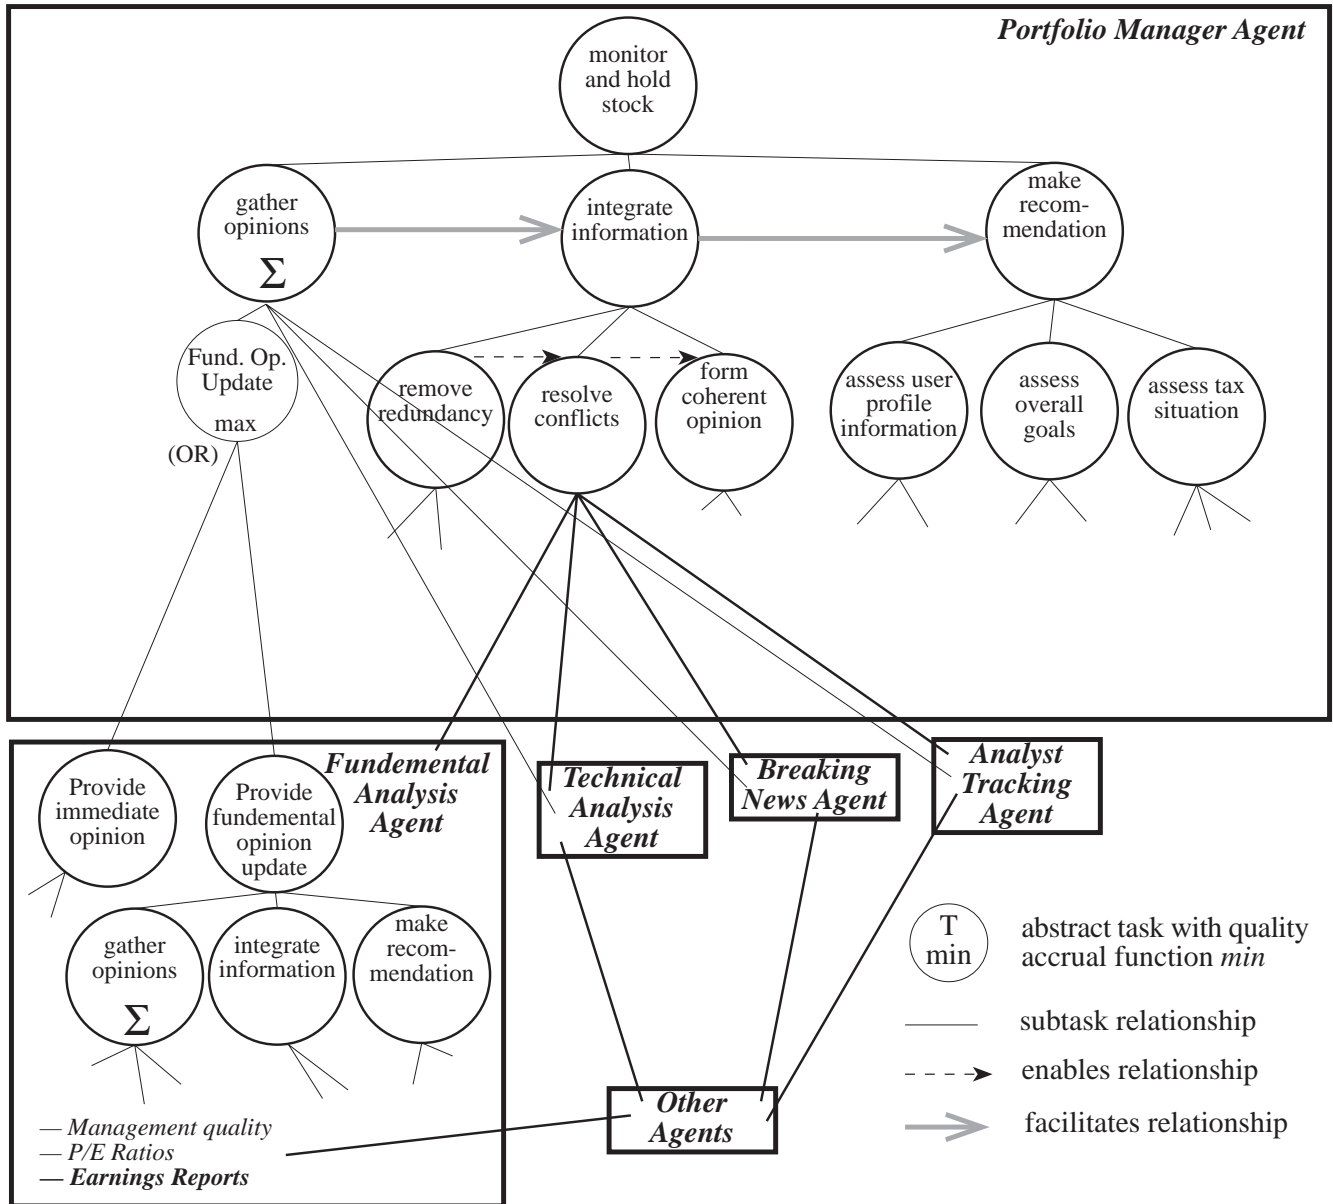 Portfolio Manager Agent
monitor
and hold
stock
gather
opinions
Σ
integrate
information
make
recom-
mendation
Fund. Op.
Update
max
(OR)
remove
redundancy
resolve
conflicts
form
coherent
opinion
assess user
profile
information
assess
overall
goals
assess tax
situation
Provide
immediate
opinion
Provide
fundemental
opinion
update
Fundemental
Analysis
Agent
Technical
Analysis
Agent
Breaking
News Agent
Analyst
Tracking
Agent
gather
opinions
Σ
integrate
information
make
recom-
mendation
— Management quality
— P/E Ratios
— Earnings Reports
Other
Agents
T
min
abstract task with quality
accrual function min
subtask relationship
enables relationship
facilitates relationship